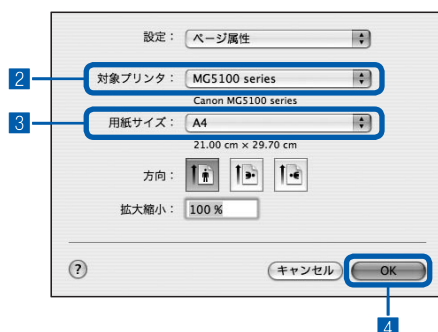 設定： ページ属性
2 対象プリンタ： MG5100 series
Canon MG5100 series
3 用紙サイズ： A4
21.00 cm × 29.70 cm
方向：
拡大縮小： 100 %
? キャンセル OK
4